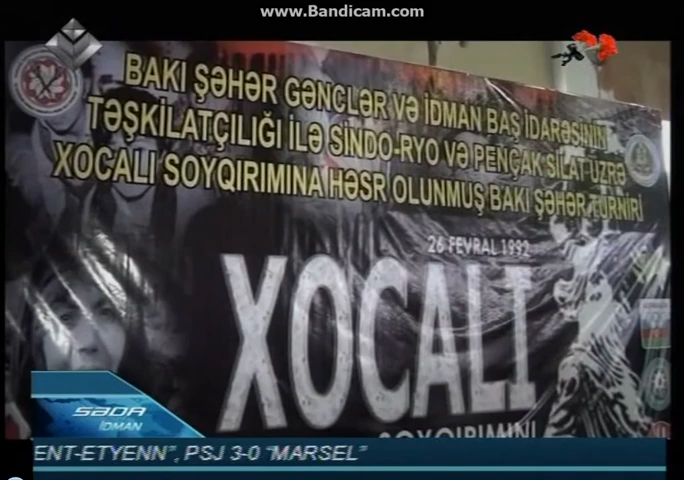 www.Bandicam.com
BAKI ŞƏHƏR GƏNCLƏR VƏ İDMAN BAŞ İDARƏSİNİN
TƏŞKİLATÇILIĞI İLƏ SİNDO-RYO VƏ PENÇAK SİLAT ÜZRƏ
XOCALI SOYQIRIMINA HƏSR OLUNMUŞ BAKI ŞƏHƏR TURNİRİ
26 FEVRAL 1992
XOCALI
SOYQIRIMINI
SƏDA
İDMAN
ENT-ETYENN", PSJ 3-0 "MARSEL"